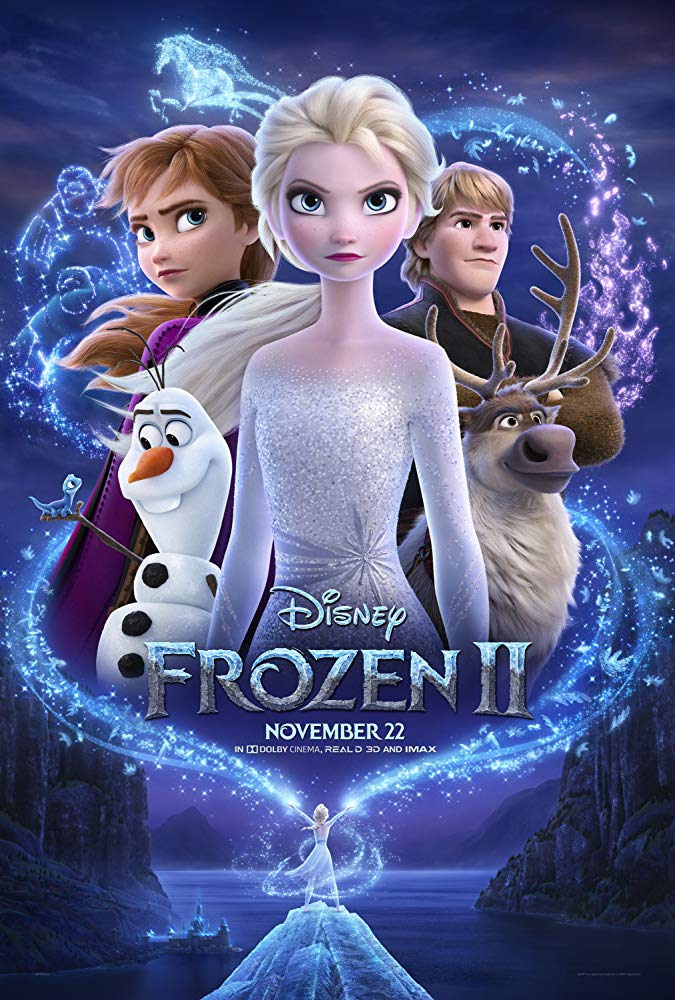 Disney
FROZEN II
NOVEMBER 22
IN DOLBY CINEMA, REAL D 3D AND IMAX